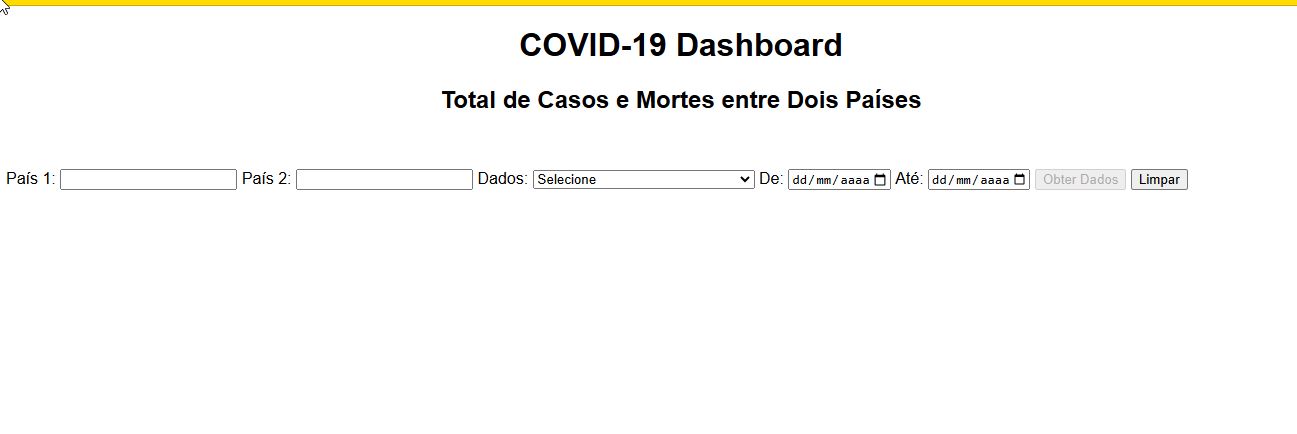 COVID-19 Dashboard
Total de Casos e Mortes entre Dois Países
País 1: País 2: Dados: Selecione De: dd/mm/aaaa Até: dd/mm/aaaa Obter Dados Limpar